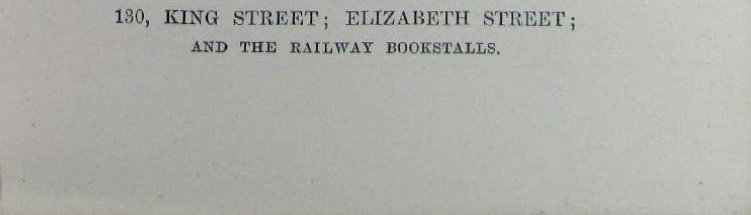 130, KING STREET; ELIZABETH STREET;
AND THE RAILWAY BOOKSTALLS.